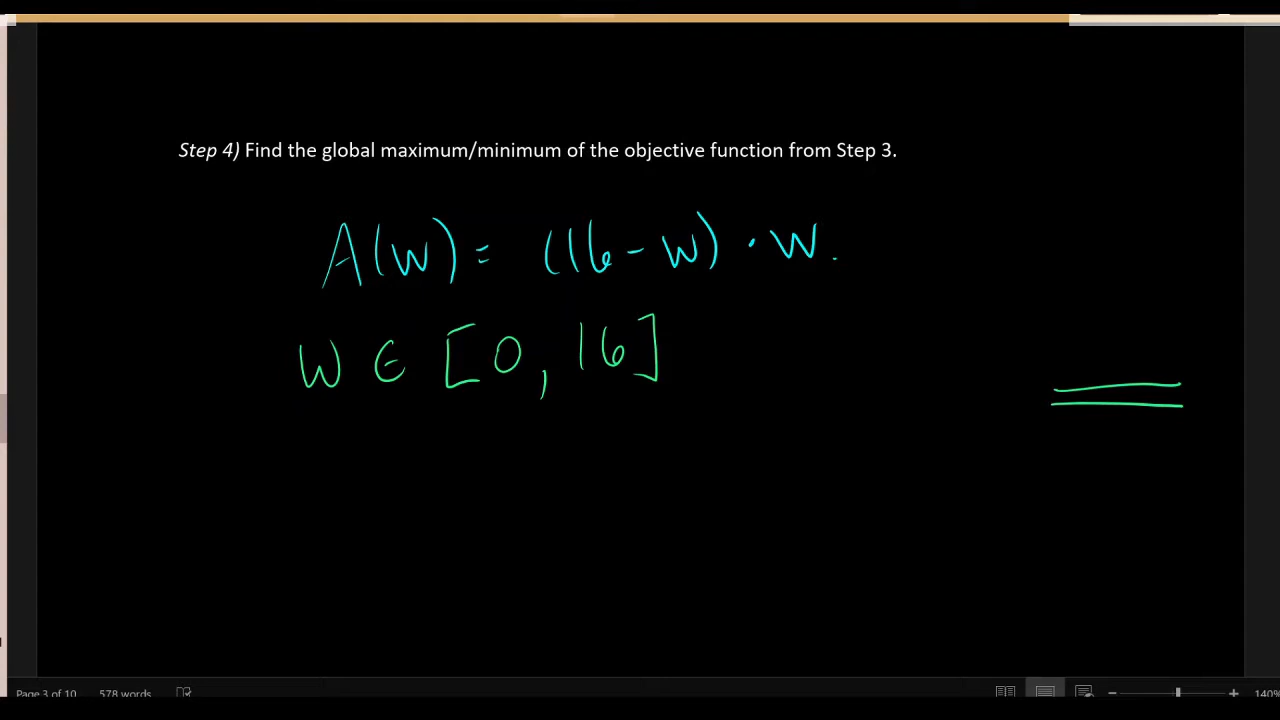 Step 4) Find the global maximum/minimum of the objective function from Step 3.
A(w) = (16 - w) · w.
w ∈ [0, 16]
Page 3 of 10 578 words 140%